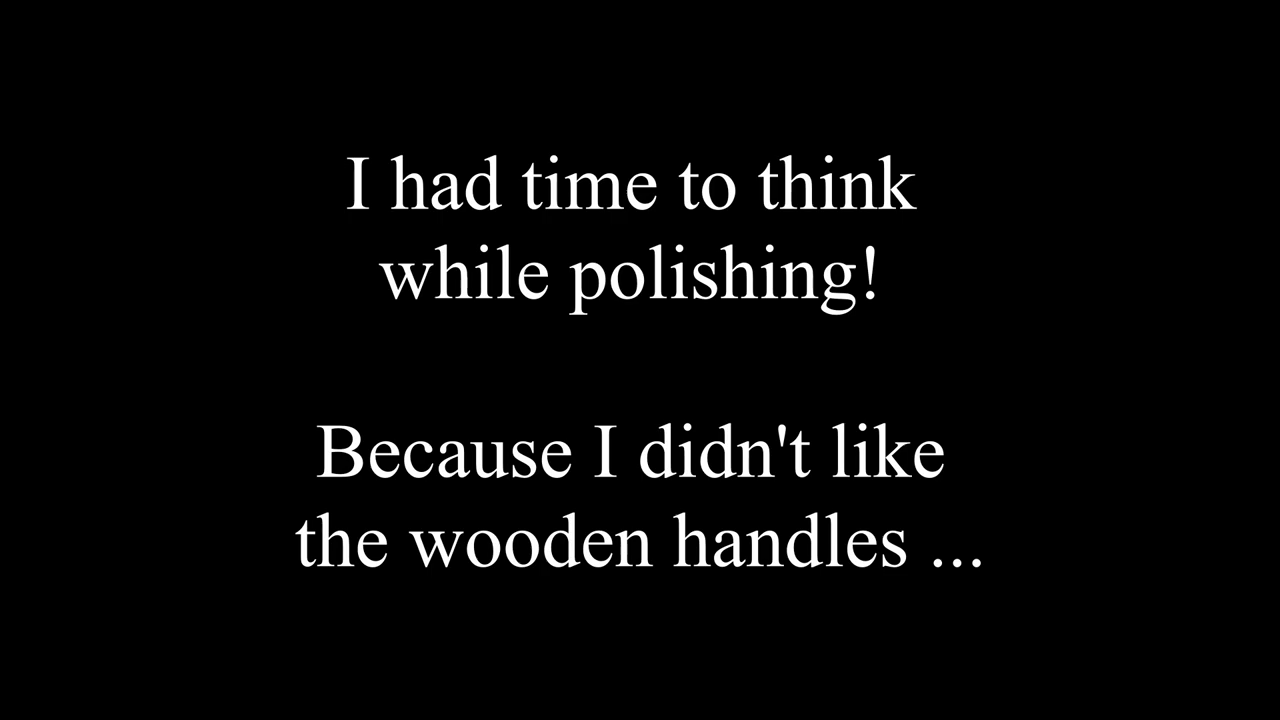 I had time to think
while polishing!
Because I didn't like
the wooden handles ...